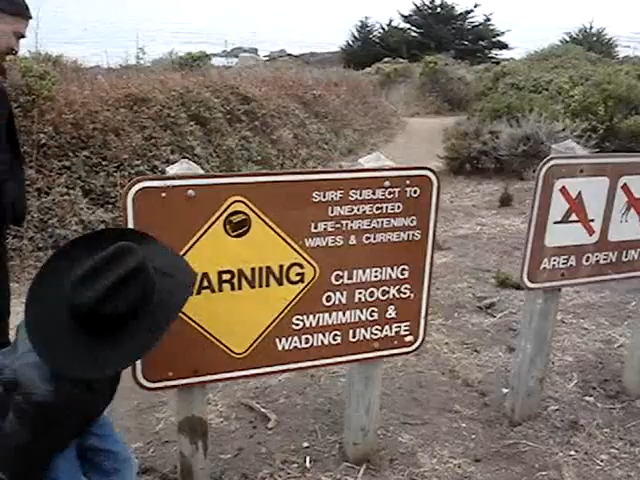 SURF SUBJECT TO
UNEXPECTED
LIFE-THREATENING
WAVES & CURRENTS
ARNING
CLIMBING
ON ROCKS,
SWIMMING &
WADING UNSAFE
AREA OPEN UN